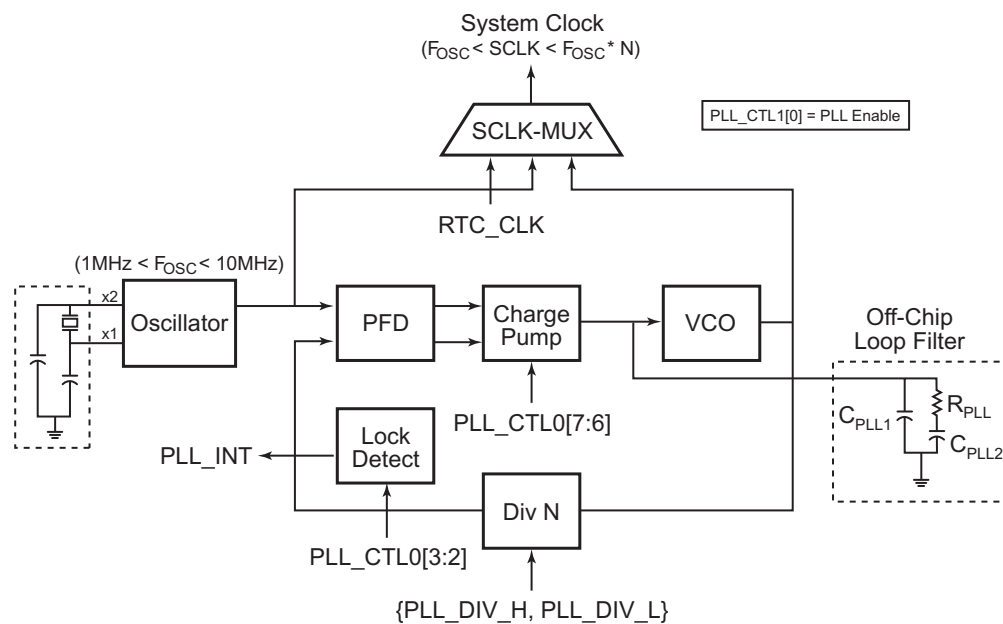 System Clock
(FOSC < SCLK < FOSC * N)
PLL_CTL1[0] = PLL Enable
SCLK-MUX
RTC_CLK
(1MHz < FOSC < 10MHz)
x2
x1
Oscillator
PFD
Charge
Pump
VCO
Off-Chip
Loop Filter
CPLL1
RPLL
CPLL2
PLL_CTL0[7:6]
PLL_INT
Lock
Detect
Div N
PLL_CTL0[3:2]
{PLL_DIV_H, PLL_DIV_L}